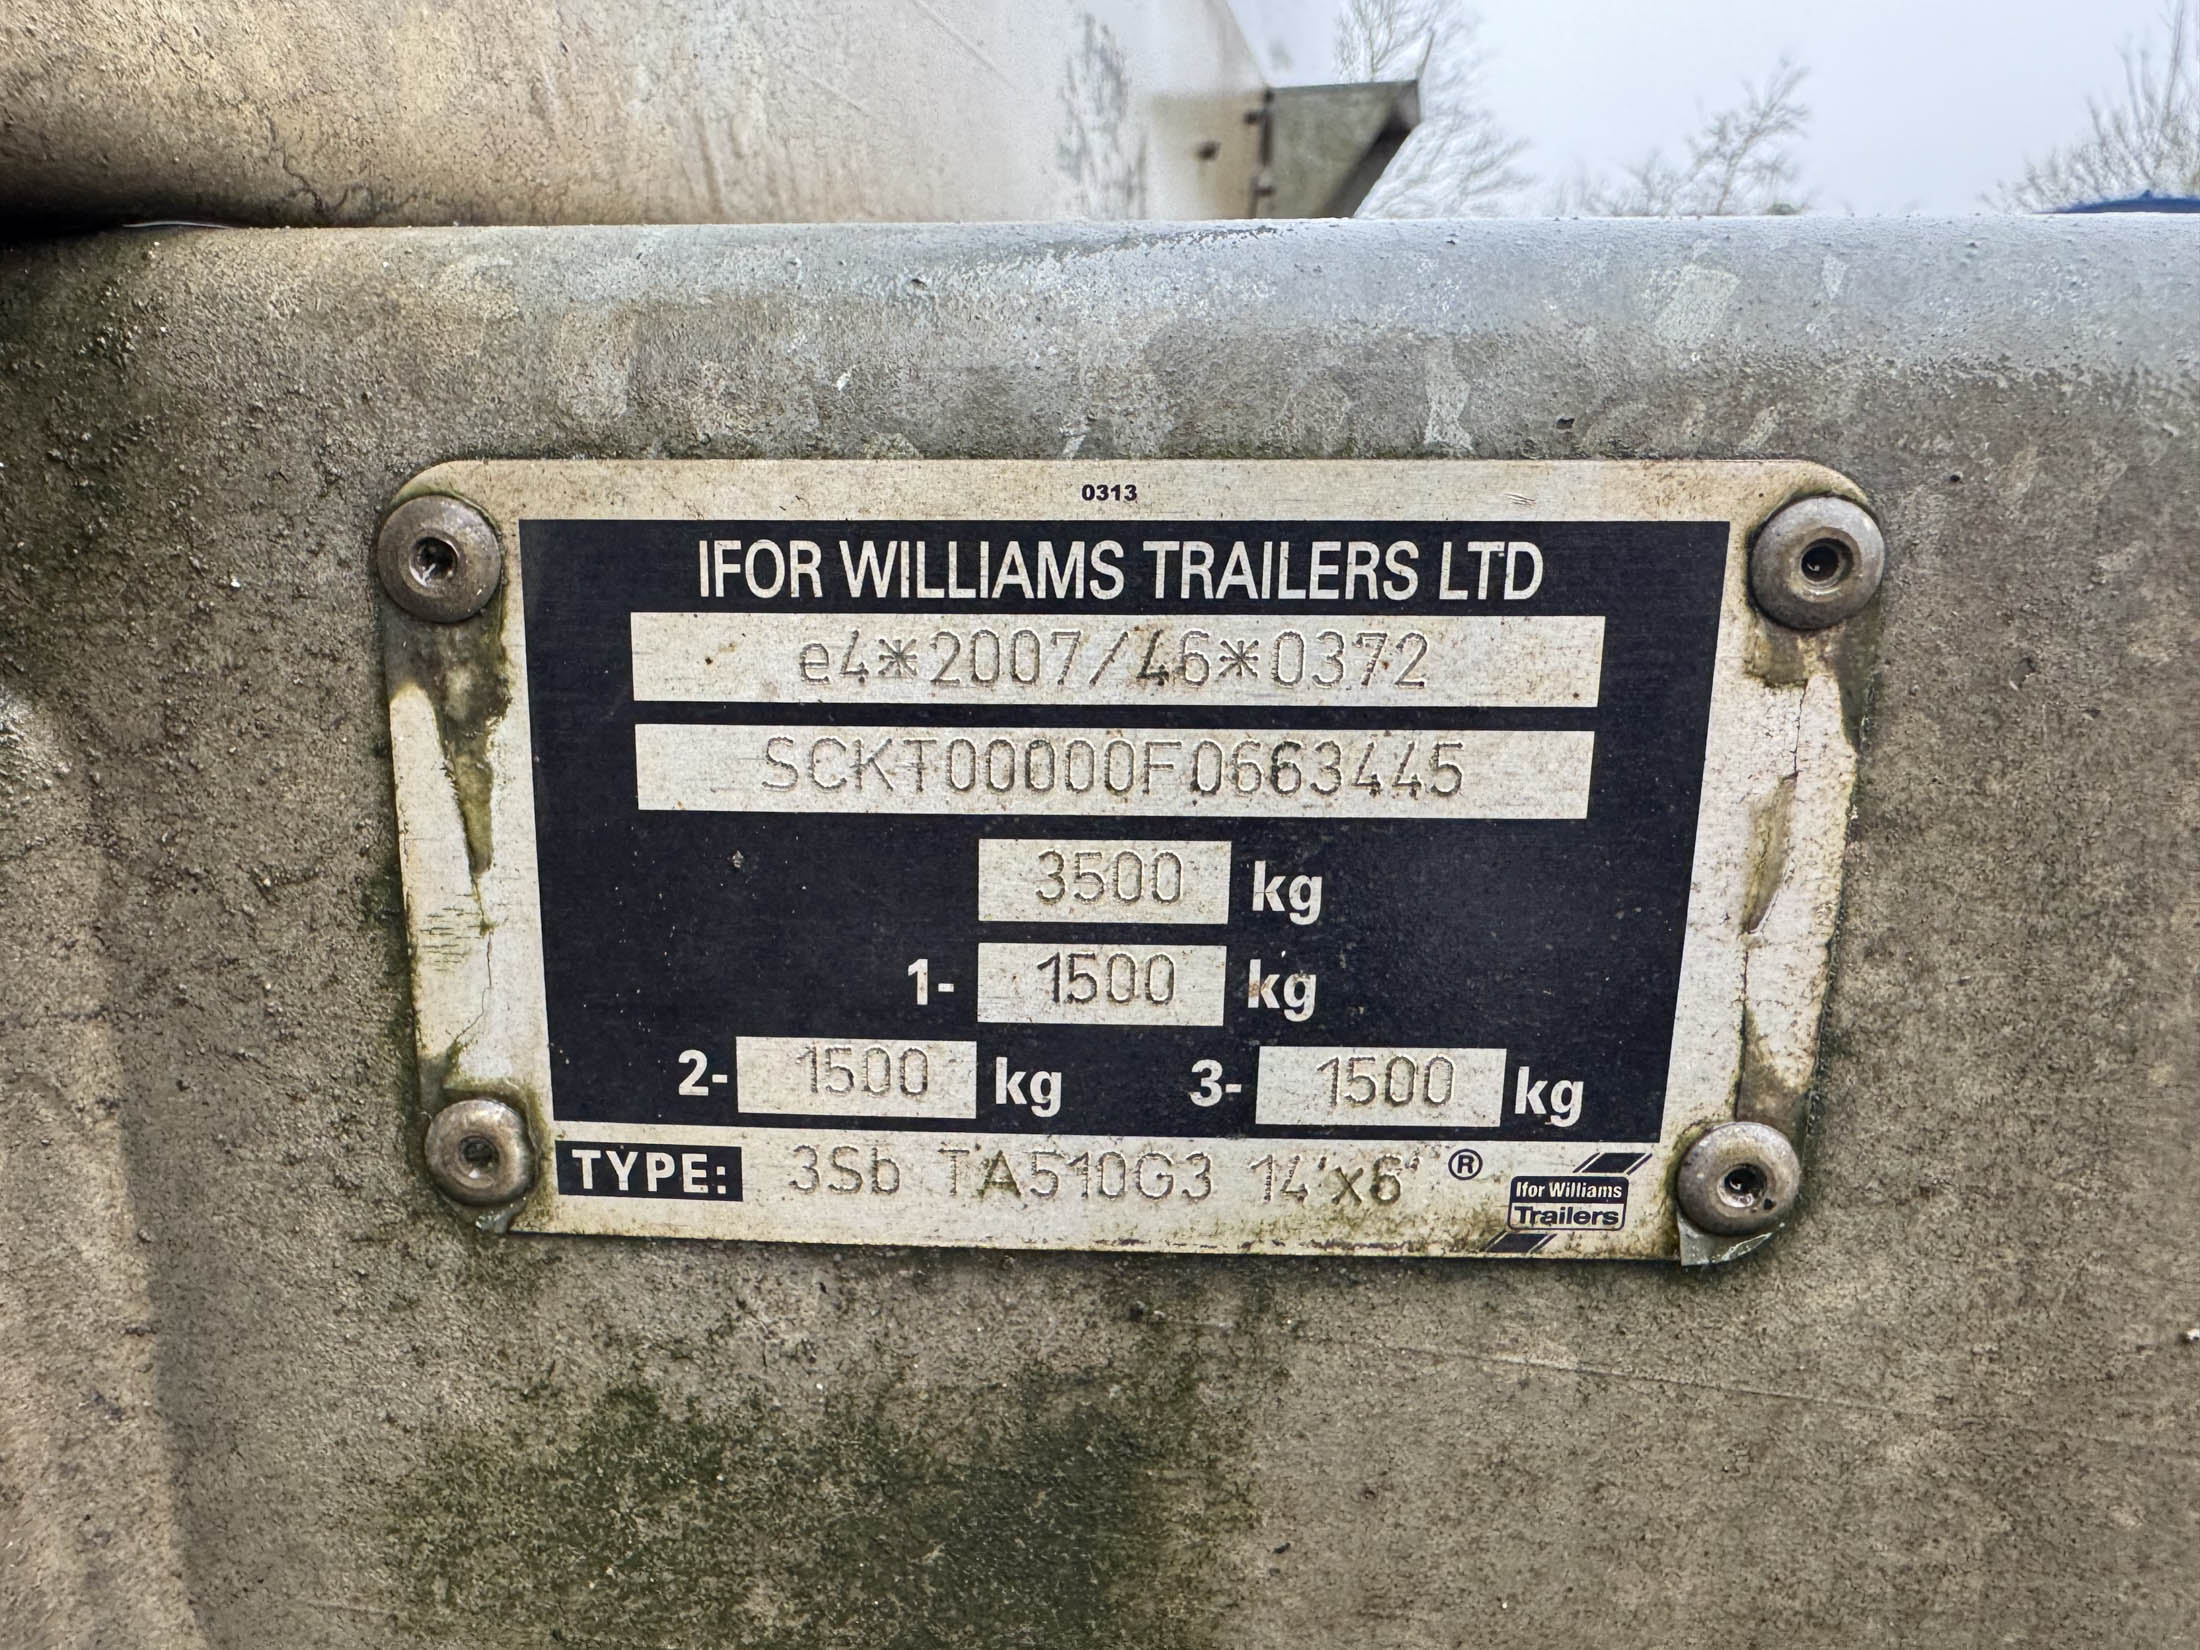 0313
IFOR WILLIAMS TRAILERS LTD
e4*2007/46*0372
SCKT00000F0663445
3500 kg
1- 1500 kg
2- 1500 kg 3- 1500 kg
TYPE: 3Sb TA510G3 14'x6' ®
Ifor Williams
Trailers